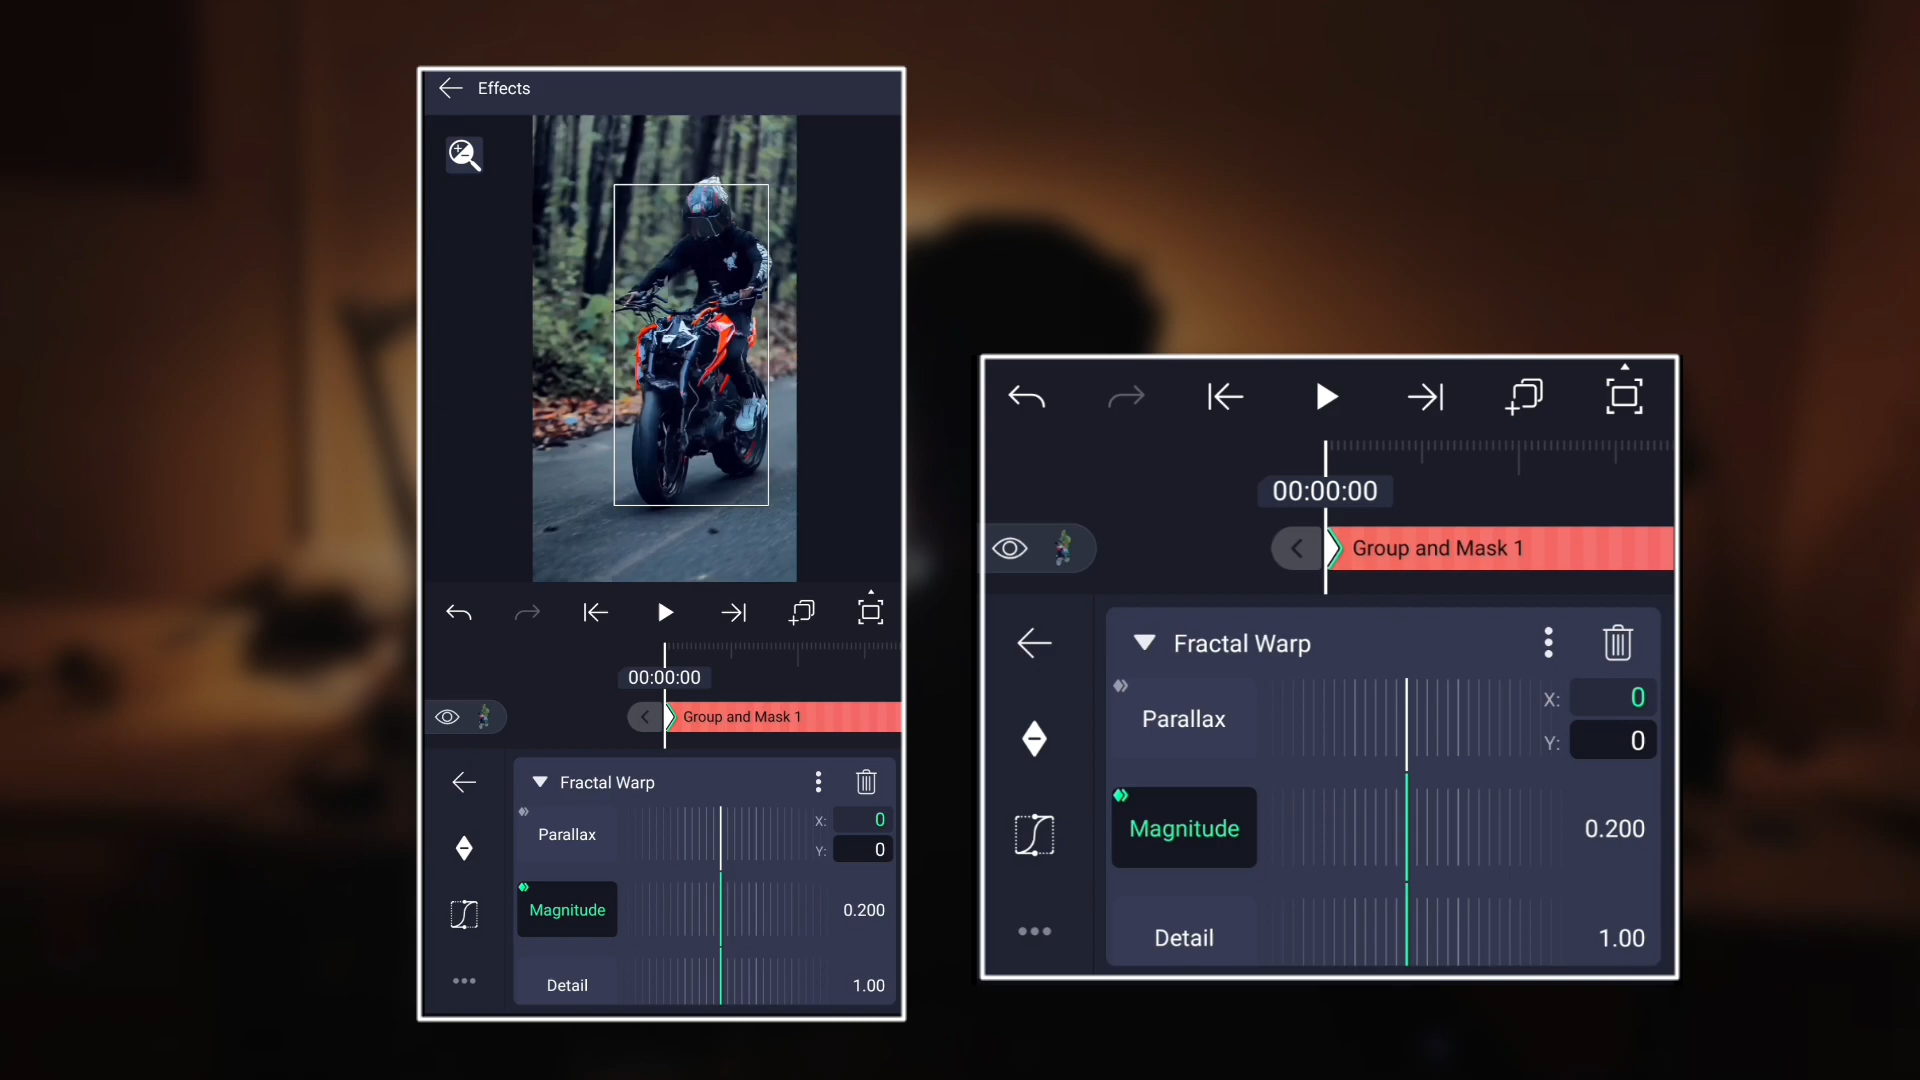 Effects
00:00:00
Group and Mask 1
Fractal Warp
Parallax
X: 0
Y: 0
Magnitude
0.200
Detail
1.00
00:00:00
Group and Mask 1
Fractal Warp
Parallax
X: 0
Y: 0
Magnitude
0.200
Detail
1.00